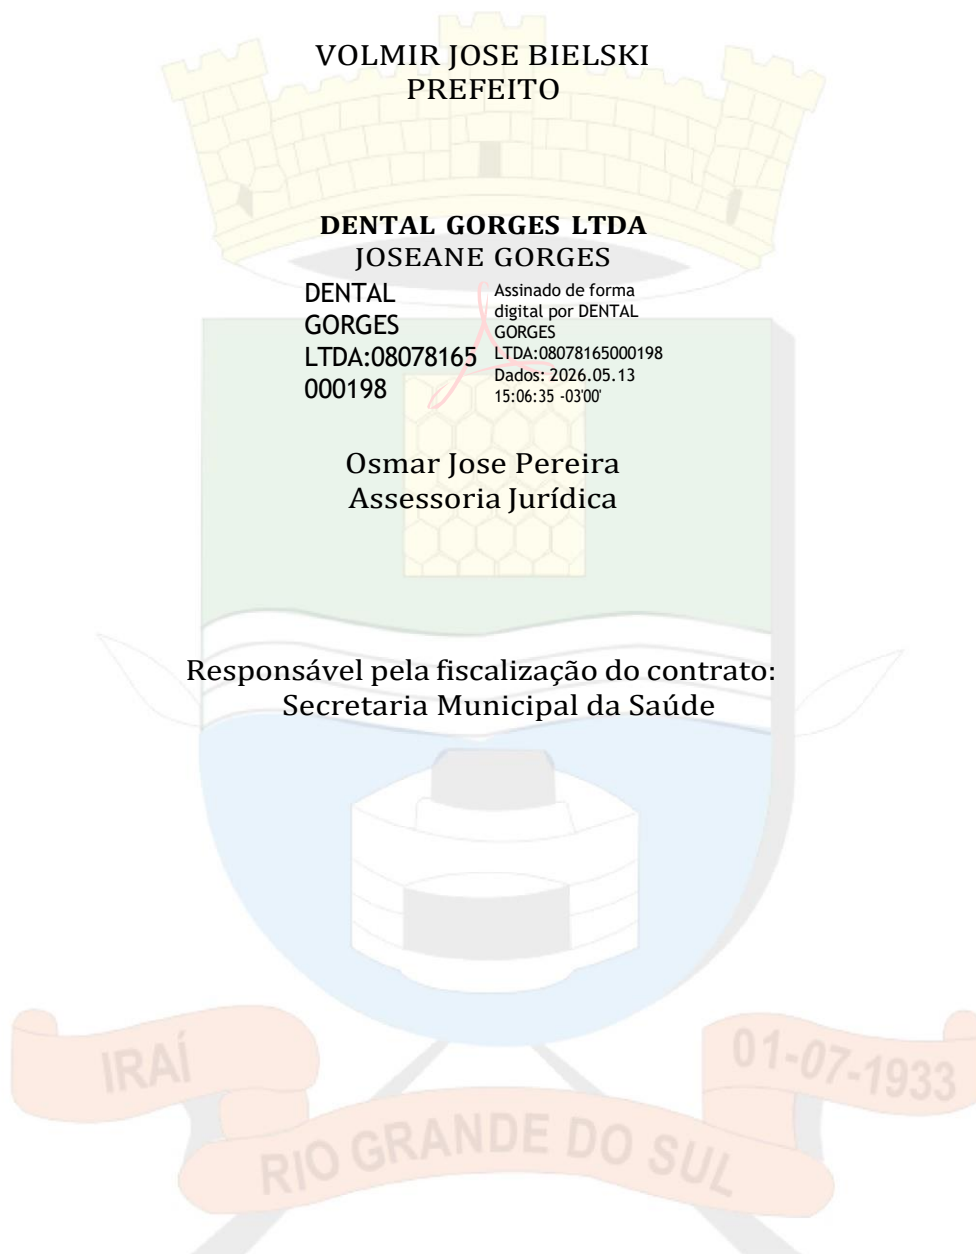 VOLMIR JOSE BIELSKI
PREFEITO
DENTAL GORGES LTDA
JOSEANE GORGES
DENTAL
GORGES
LTDA:08078165
000198
Assinado de forma
digital por DENTAL
GORGES
LTDA:08078165000198
Dados: 2026.05.13
15:06:35 -03'00'
Osmar Jose Pereira
Assessoria Jurídica
Responsável pela fiscalização do contrato:
Secretaria Municipal da Saúde
IRAÍ
RIO GRANDE DO SUL
01-07-1933